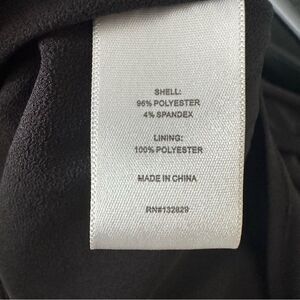 SHELL:
96% POLYESTER
4% SPANDEX
LINING:
100% POLYESTER
MADE IN CHINA
RN#132829